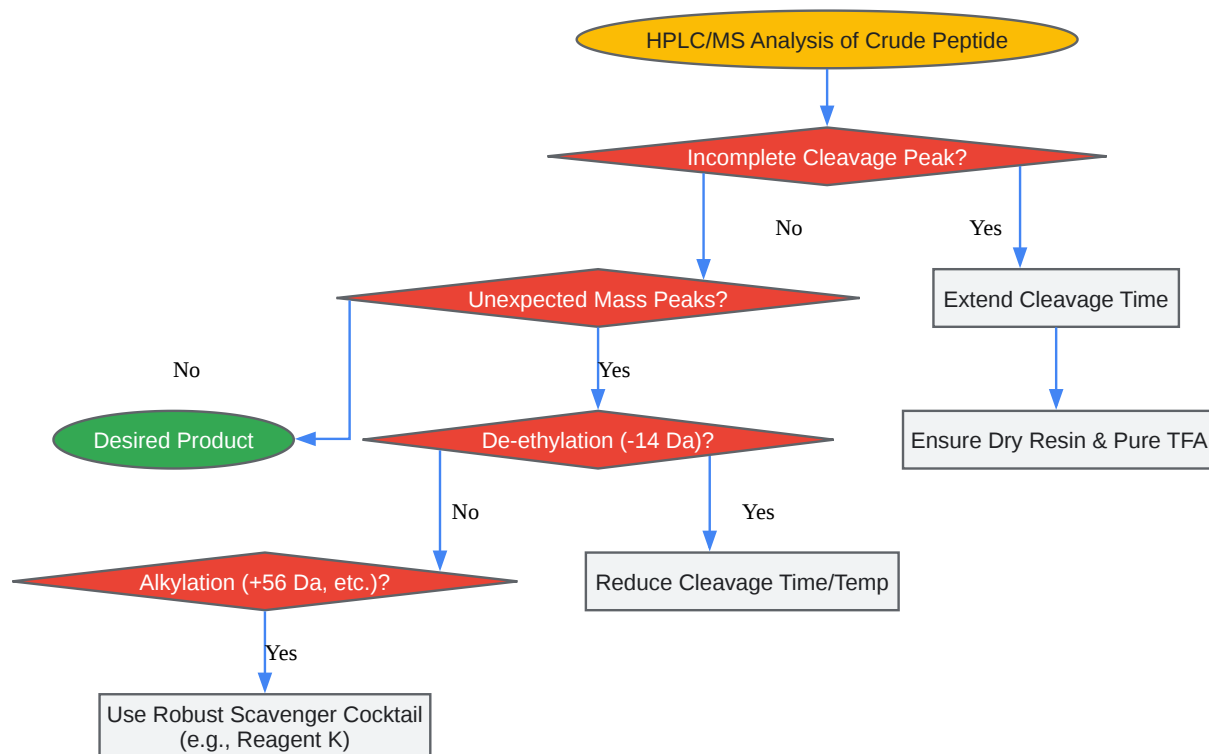 HPLC/MS Analysis of Crude Peptide
Incomplete Cleavage Peak?
No
Yes
Unexpected Mass Peaks?
Extend Cleavage Time
No
Yes
Desired Product
De-ethylation (-14 Da)?
Ensure Dry Resin & Pure TFA
No
Yes
Alkylation (+56 Da, etc.)?
Reduce Cleavage Time/Temp
Yes
Use Robust Scavenger Cocktail
(e.g., Reagent K)